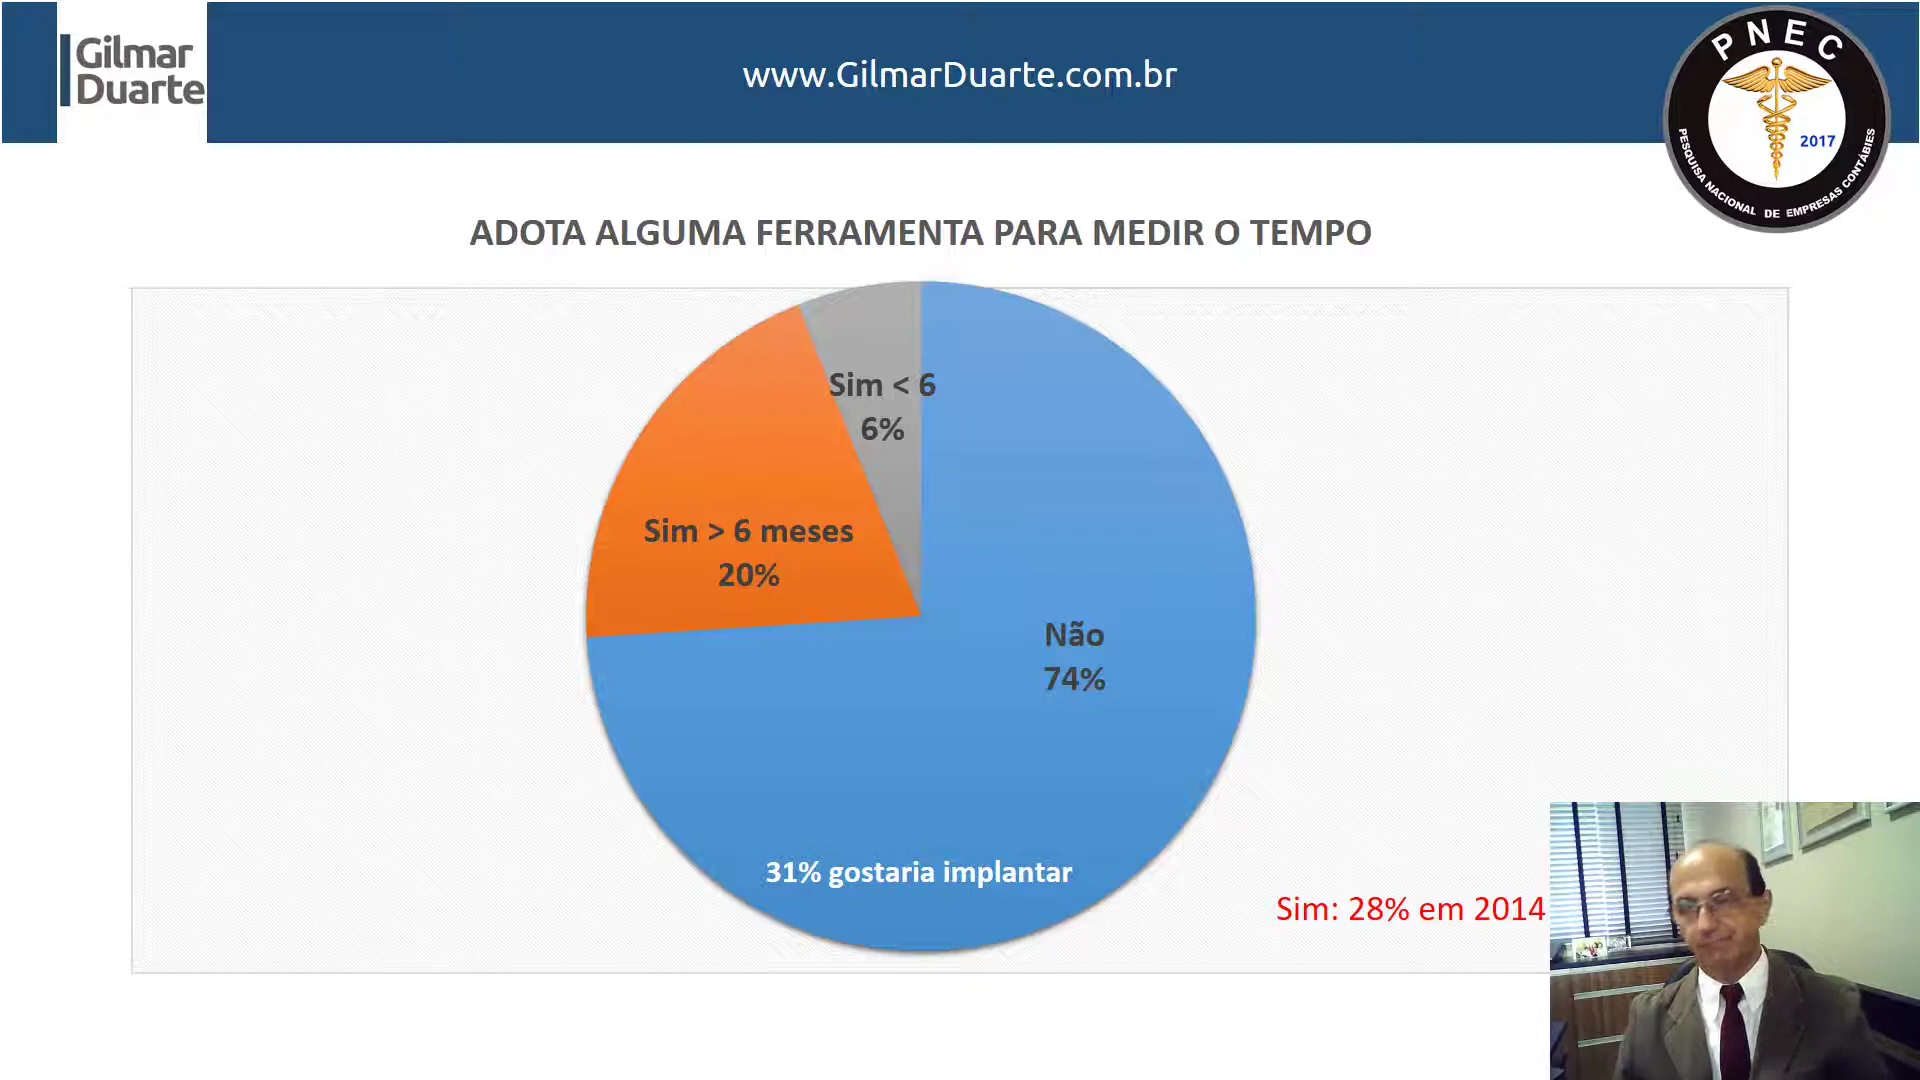 Gilmar
Duarte
www.GilmarDuarte.com.br
PNEC
2017
PESQUISA NACIONAL DE EMPRESAS CONTÁBIES
ADOTA ALGUMA FERRAMENTA PARA MEDIR O TEMPO
Sim < 6
6%
Sim > 6 meses
20%
Não
74%
31% gostaria implantar
Sim: 28% em 2014